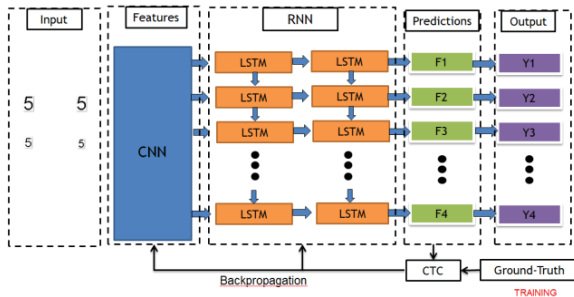 Input Features RNN Predictions Output
LSTM LSTM F1 Y1
5 5 LSTM LSTM F2 Y2
5 5 LSTM LSTM F3 Y3
CNN
LSTM LSTM F4 Y4
Backpropagation CTC Ground-Truth
TRAINING